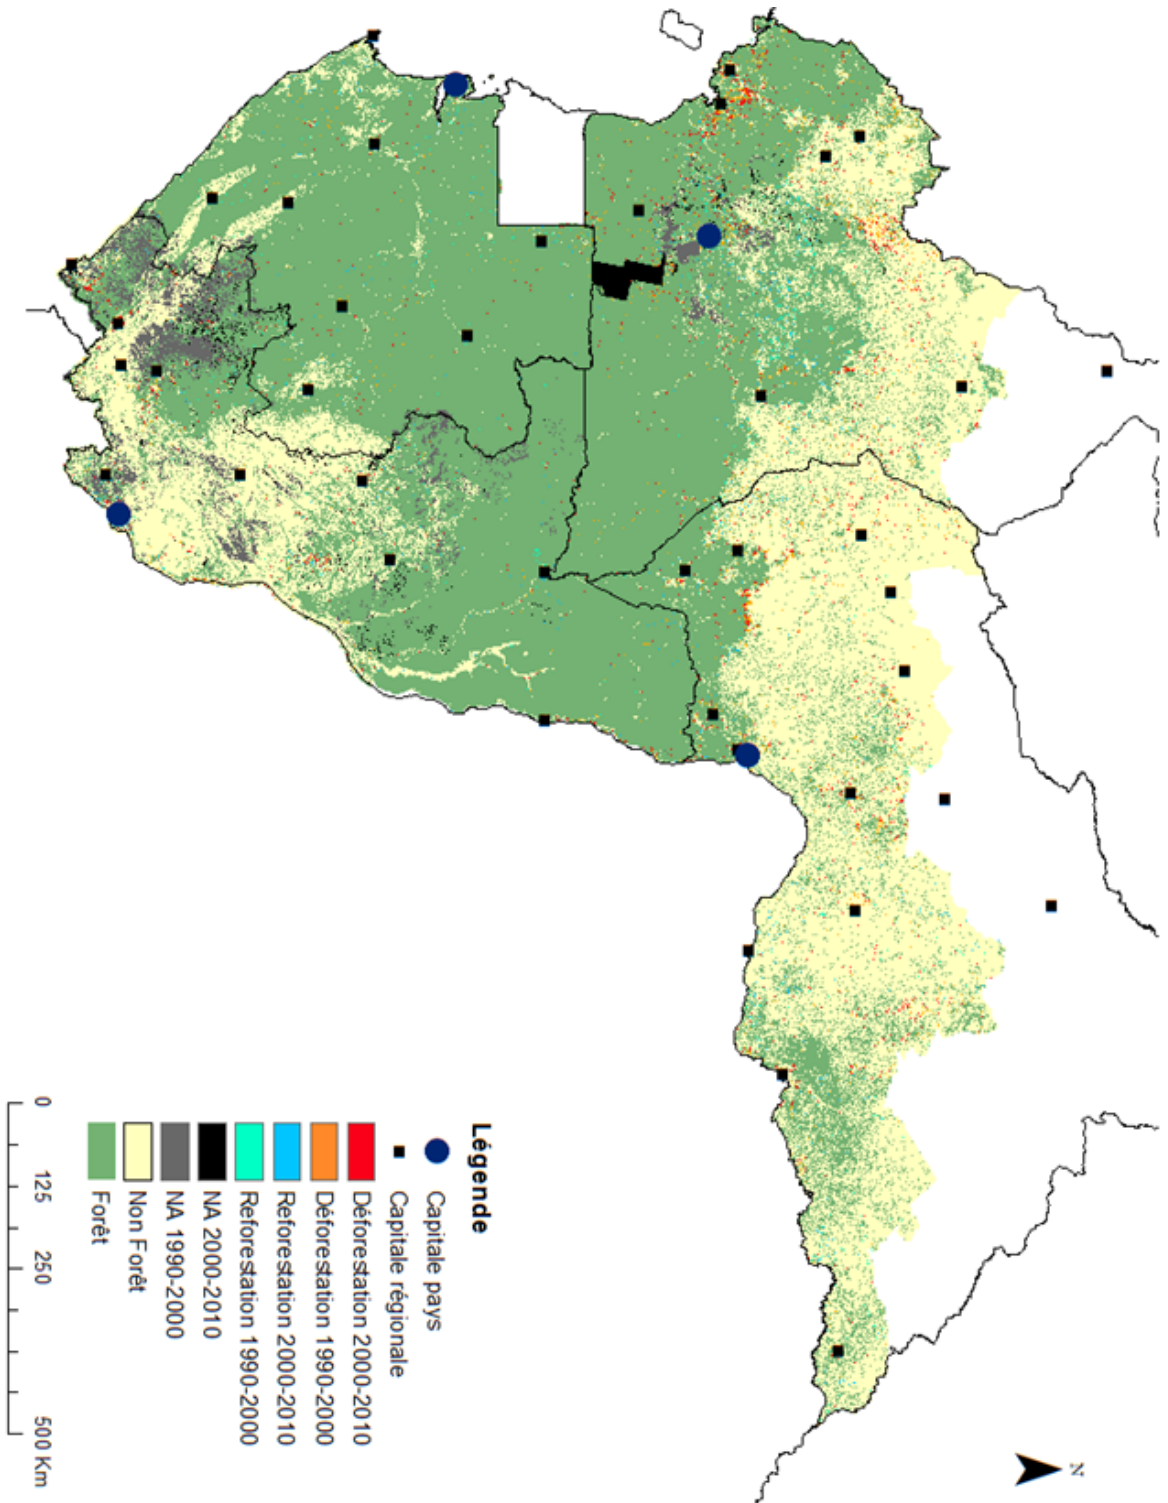 N
Légende
Capitale pays
Capitale régionale
Déforestation 2000-2010
Déforestation 1990-2000
Reforestation 2000-2010
Reforestation 1990-2000
NA 2000-2010
NA 1990-2000
Non Forêt
Forêt
0 125 250 500 Km